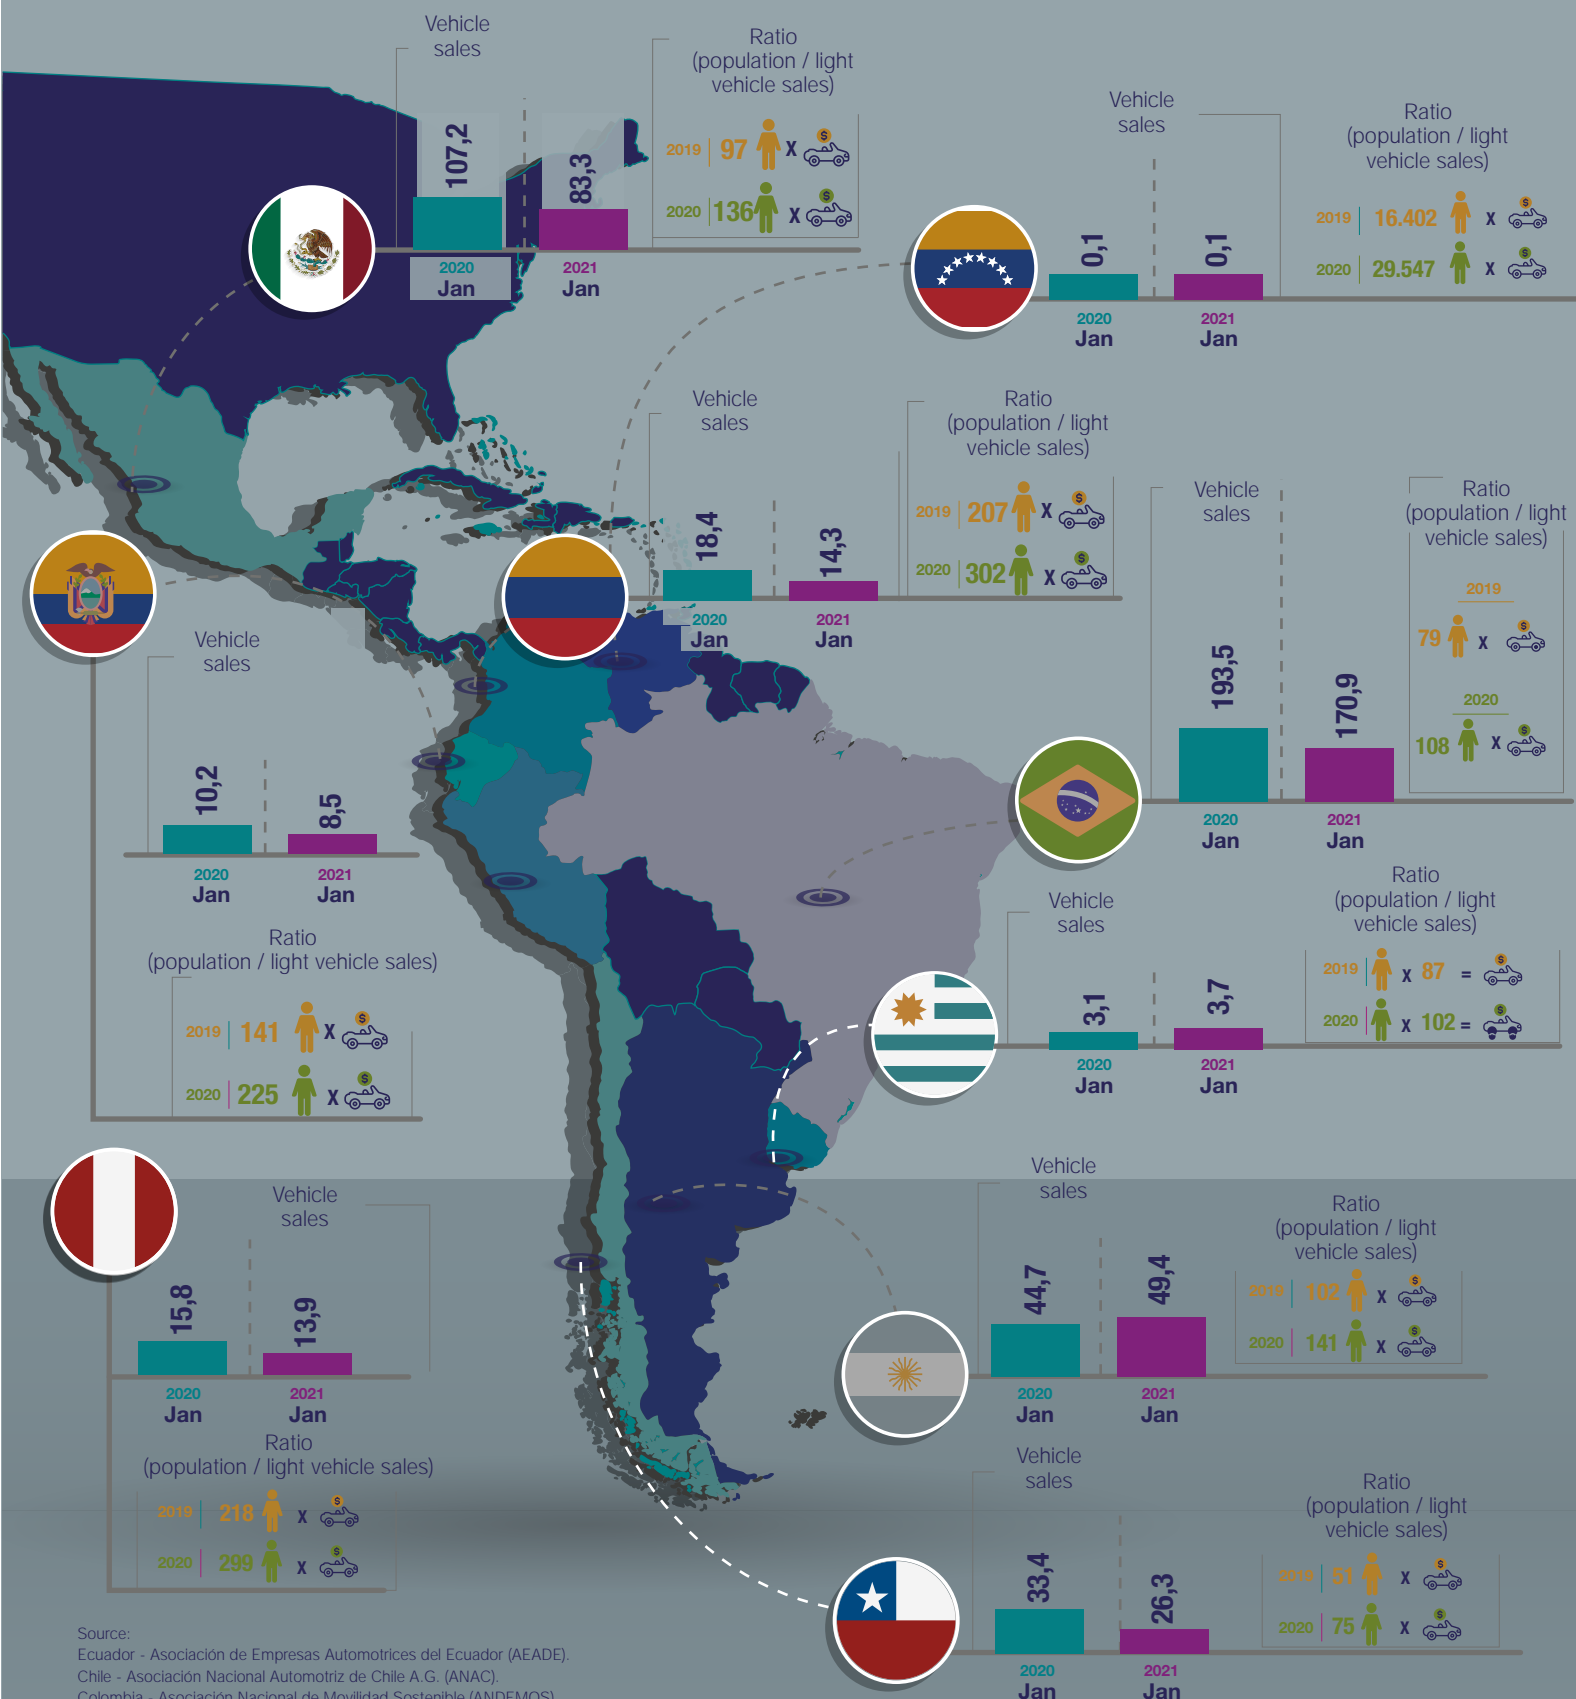 Vehicle
sales
107,2
83,3
2020
Jan
2021
Jan
Ratio
(population / light
vehicle sales)
2019 97 X $
2020 136 X $
Vehicle
sales
0,1
0,1
2020
Jan
2021
Jan
Ratio
(population / light
vehicle sales)
2019 16.402 X $
2020 29.547 X $
Vehicle
sales
18,4
14,3
2020
Jan
2021
Jan
Ratio
(population / light
vehicle sales)
2019 207 X $
2020 302 X $
Vehicle
sales
193,5
170,9
2020
Jan
2021
Jan
Ratio
(population / light
vehicle sales)
2019
79 X $
2020
108 X $
Vehicle
sales
10,2
8,5
2020
Jan
2021
Jan
Ratio
(population / light vehicle sales)
2019 141 X $
2020 225 X $
Vehicle
sales
3,1
3,7
2020
Jan
2021
Jan
Ratio
(population / light
vehicle sales)
2019 X 87 = $
2020 X 102 = $
Vehicle
sales
15,8
13,9
2020
Jan
2021
Jan
Ratio
(population / light vehicle sales)
2019 218 X $
2020 299 X $
Vehicle
sales
44,7
49,4
2020
Jan
2021
Jan
Ratio
(population / light
vehicle sales)
2019 102 X $
2020 141 X $
Vehicle
sales
33,4
26,3
2020
Jan
2021
Jan
Ratio
(population / light
vehicle sales)
2019 51 X $
2020 75 X $
Source:
Ecuador - Asociación de Empresas Automotrices del Ecuador (AEADE).
Chile - Asociación Nacional Automotriz de Chile A.G. (ANAC).
Colombia - Asociación Nacional de Movilidad Sostenible (ANDEMOS)